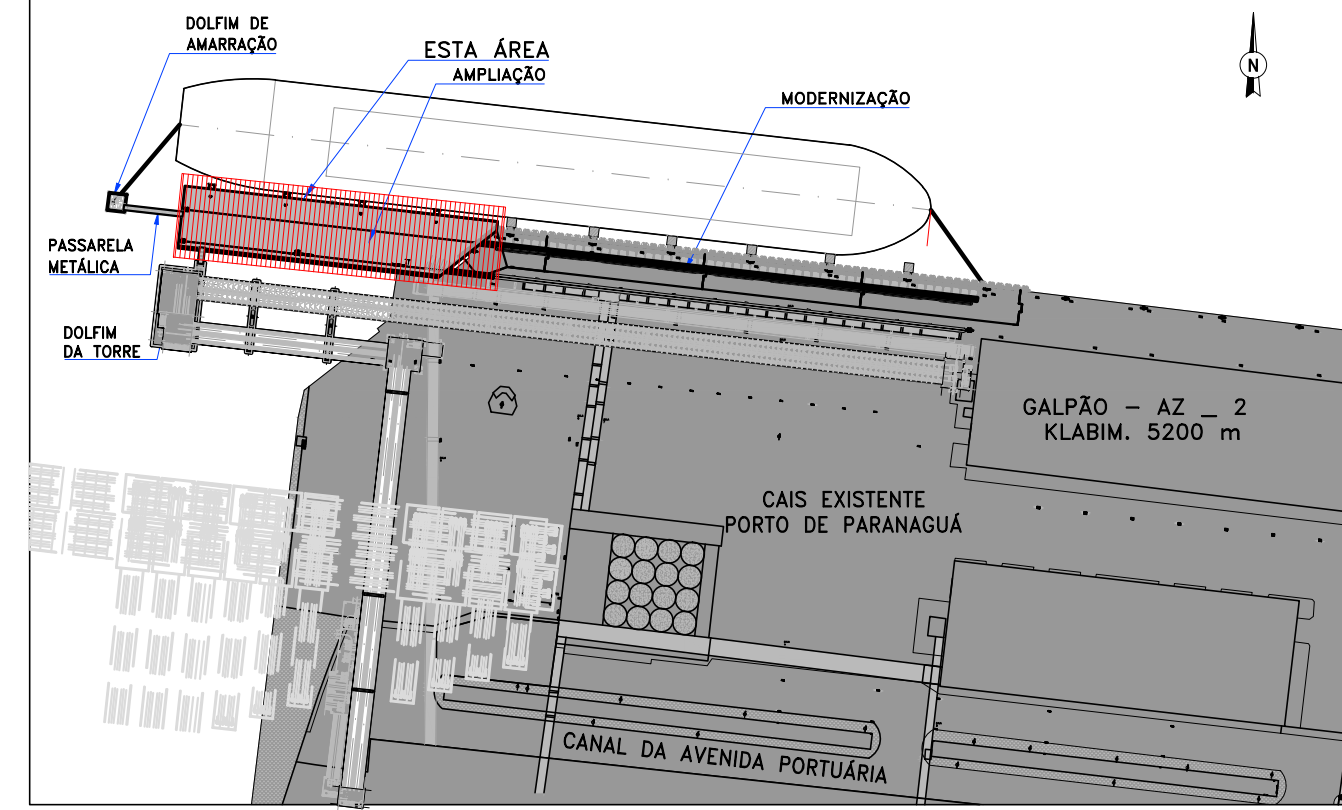 DOLFIM DE
AMARRAÇÃO
ESTA ÁREA
AMPLIAÇÃO
MODERNIZAÇÃO
N
PASSARELA
METÁLICA
DOLFIM
DA TORRE
GALPÃO - AZ _ 2
KLABIM. 5200 m
CAIS EXISTENTE
PORTO DE PARANAGUÁ
CANAL DA AVENIDA PORTUÁRIA